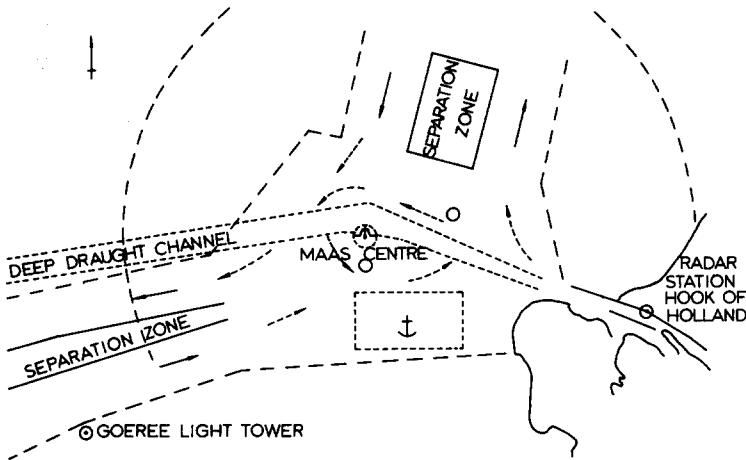 SEPARATION
ZONE
DEEP DRAUGHT CHANNEL
MAAS CENTRE
RADAR
STATION
HOOK OF
HOLLAND
SEPARATION ZONE
GOEREE LIGHT TOWER